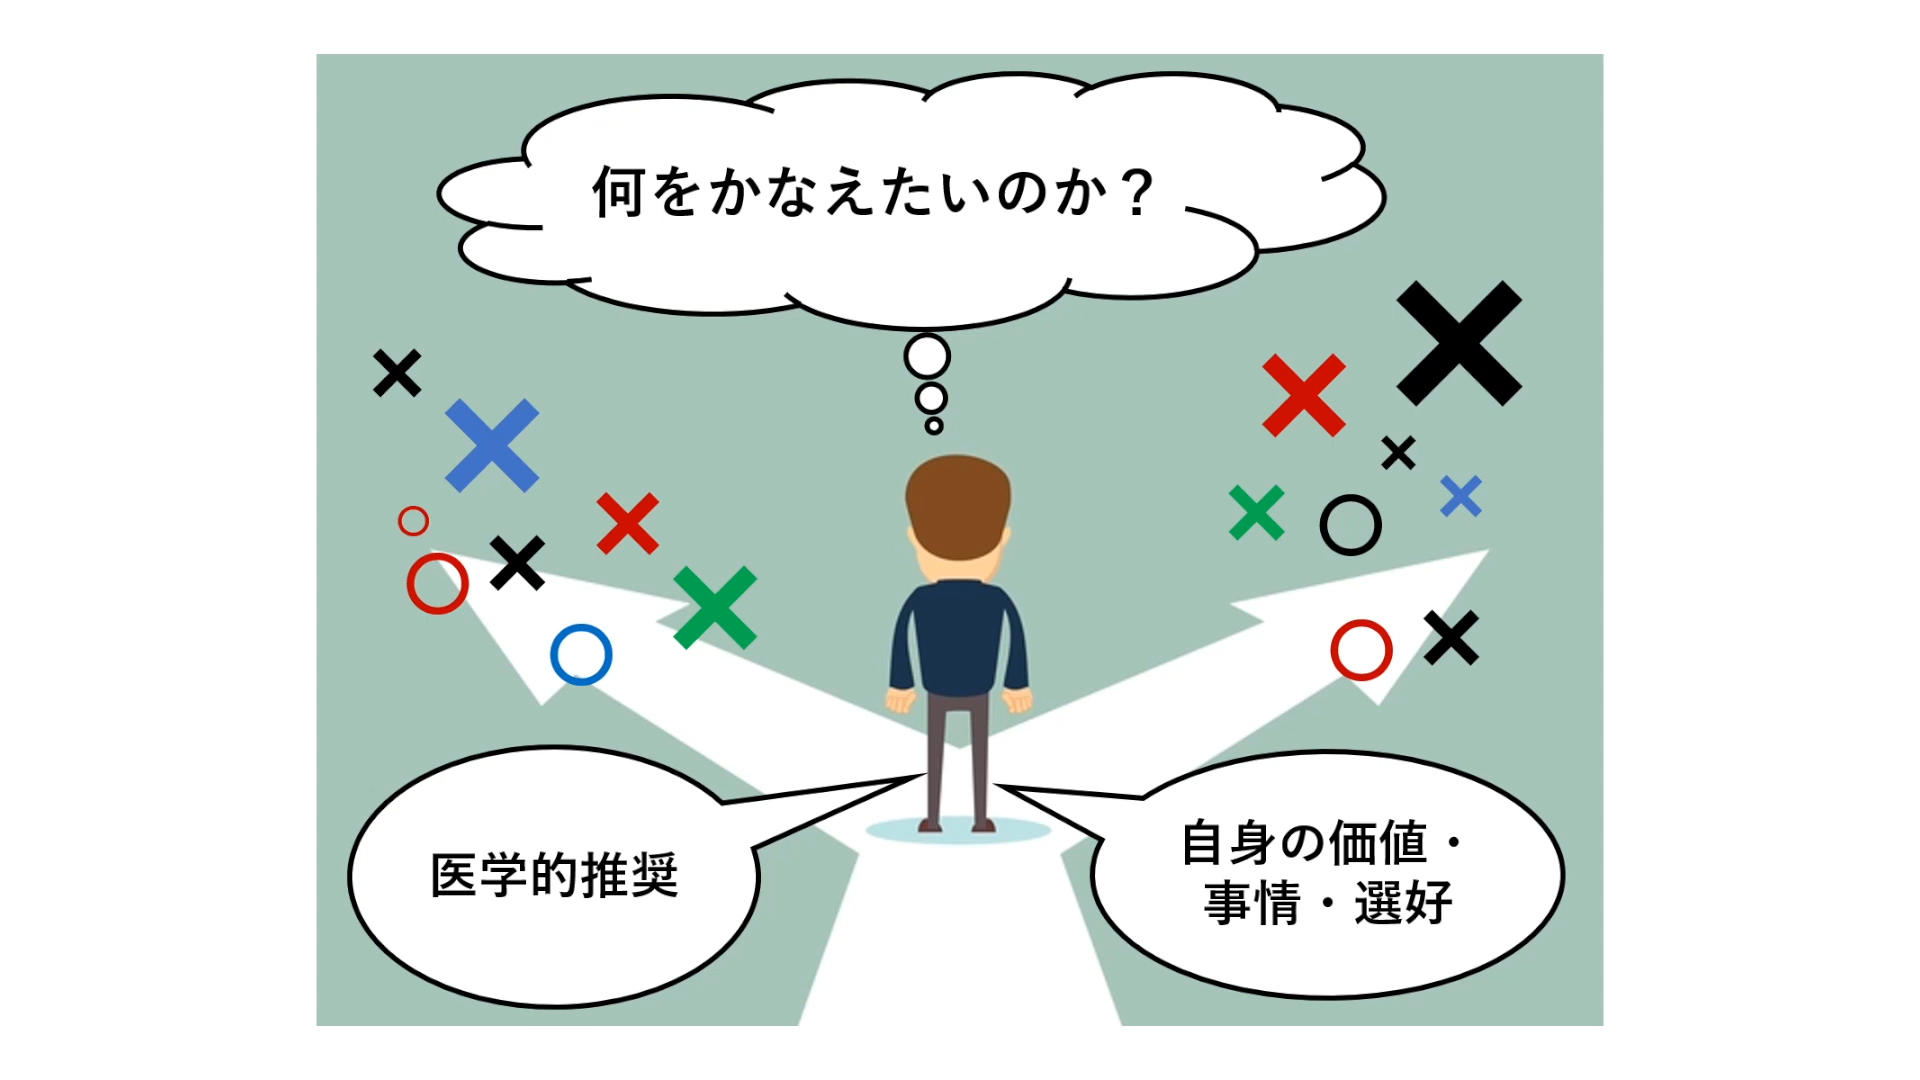 何をかなえたいのか？
医学的推奨
自身の価値・
事情・選好